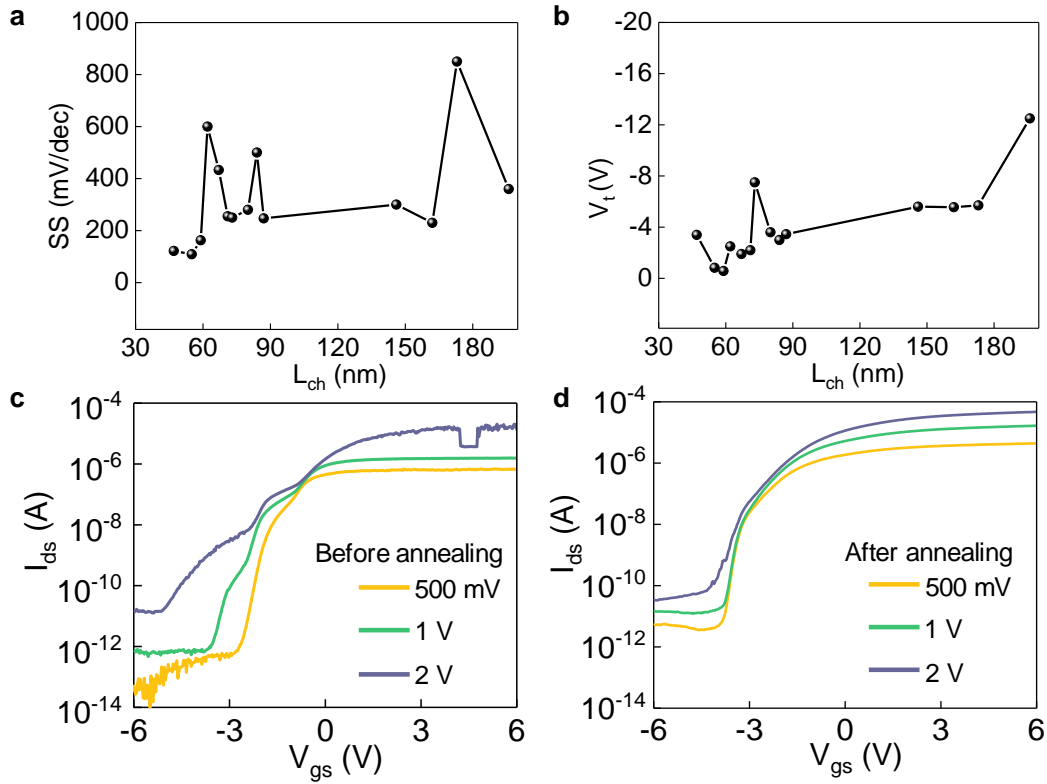 a
1000
800
600
400
200
0
SS (mV/dec)
30 60 90 120 150 180
L_ch (nm)
b
-20
-16
-12
-8
-4
0
V_t (V)
30 60 90 120 150 180
L_ch (nm)
c
10^-4
10^-6
10^-8
10^-10
10^-12
10^-14
I_ds (A)
Before annealing
500 mV
1 V
2 V
-6 -3 0 3 6
V_gs (V)
d
10^-4
10^-6
10^-8
10^-10
10^-12
10^-14
I_ds (A)
After annealing
500 mV
1 V
2 V
-6 -3 0 3 6
V_gs (V)